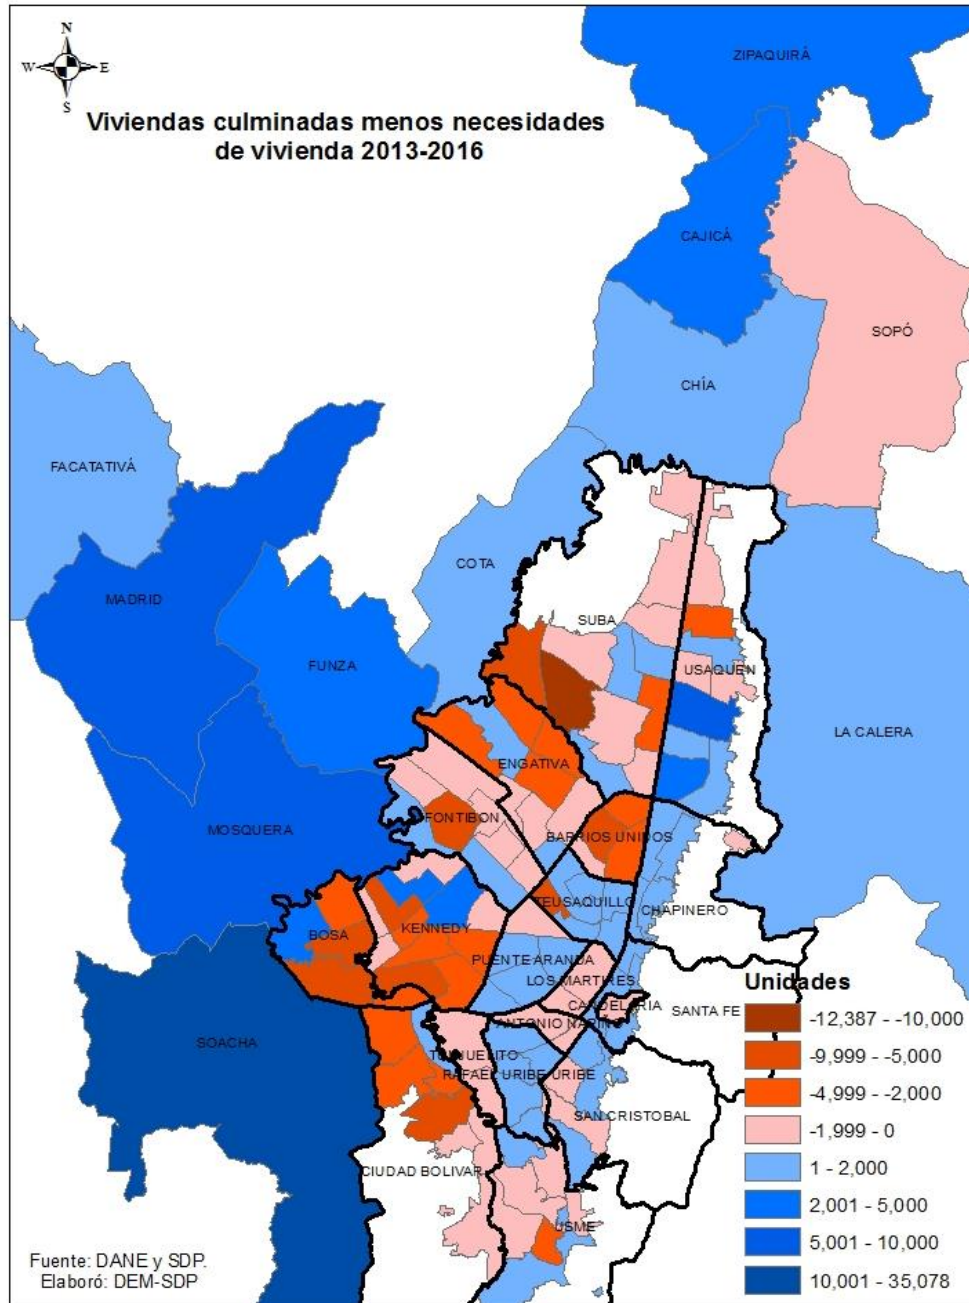 N
W E
S
Viviendas culminadas menos necesidades
de vivienda 2013-2016
ZIPAQUIRÁ
CAJICÁ
SOPÓ
CHÍA
FACATATIVÁ
COTA
MADRID
SUBA
FUNZA
USAQUEN
LA CALERA
ENGATIVA
MOSQUERA
FONTIBON
BARRIOS UNIDOS
TEUSAQUILLO
CHAPINERO
BOSA
KENNEDY
PUENTE ARANDA
LOS MARTIRES
CANDELARIA
SANTA FE
ANTONIO NARIÑO
SOACHA
TUNJUELITO
RAFAEL URIBE URIBE
SAN CRISTOBAL
CIUDAD BOLIVAR
USME
Unidades
-12,387 - -10,000
-9,999 - -5,000
-4,999 - -2,000
-1,999 - 0
1 - 2,000
2,001 - 5,000
5,001 - 10,000
10,001 - 35,078
Fuente: DANE y SDP.
Elaboró: DEM-SDP